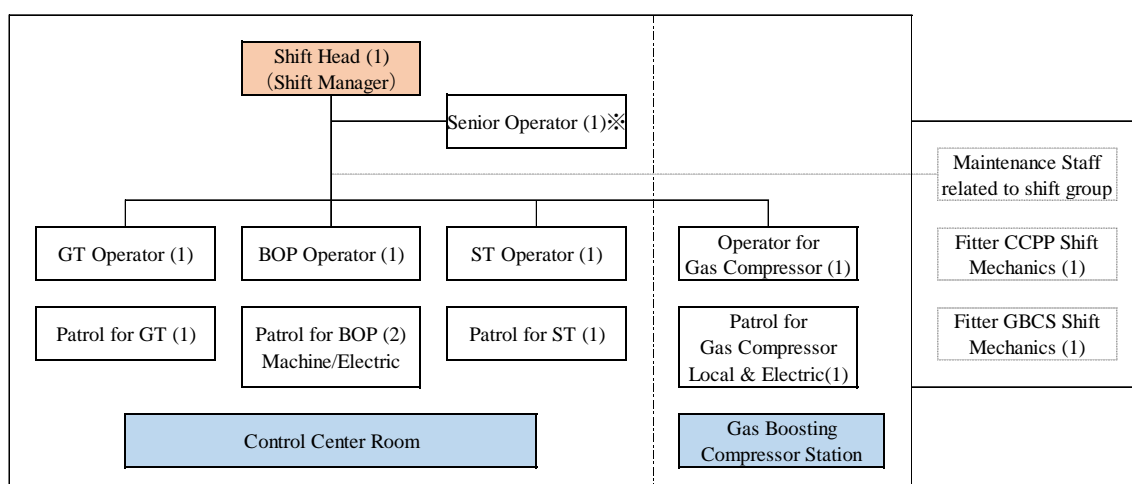 Shift Head (1)
（Shift Manager）
Senior Operator (1)※
Maintenance Staff
related to shift group
GT Operator (1)
BOP Operator (1)
ST Operator (1)
Operator for
Gas Compressor (1)
Fitter CCPP Shift
Mechanics (1)
Patrol for GT (1)
Patrol for BOP (2)
Machine/Electric
Patrol for ST (1)
Patrol for
Gas Compressor
Local & Electric(1)
Fitter GBCS Shift
Mechanics (1)
Control Center Room
Gas Boosting
Compressor Station